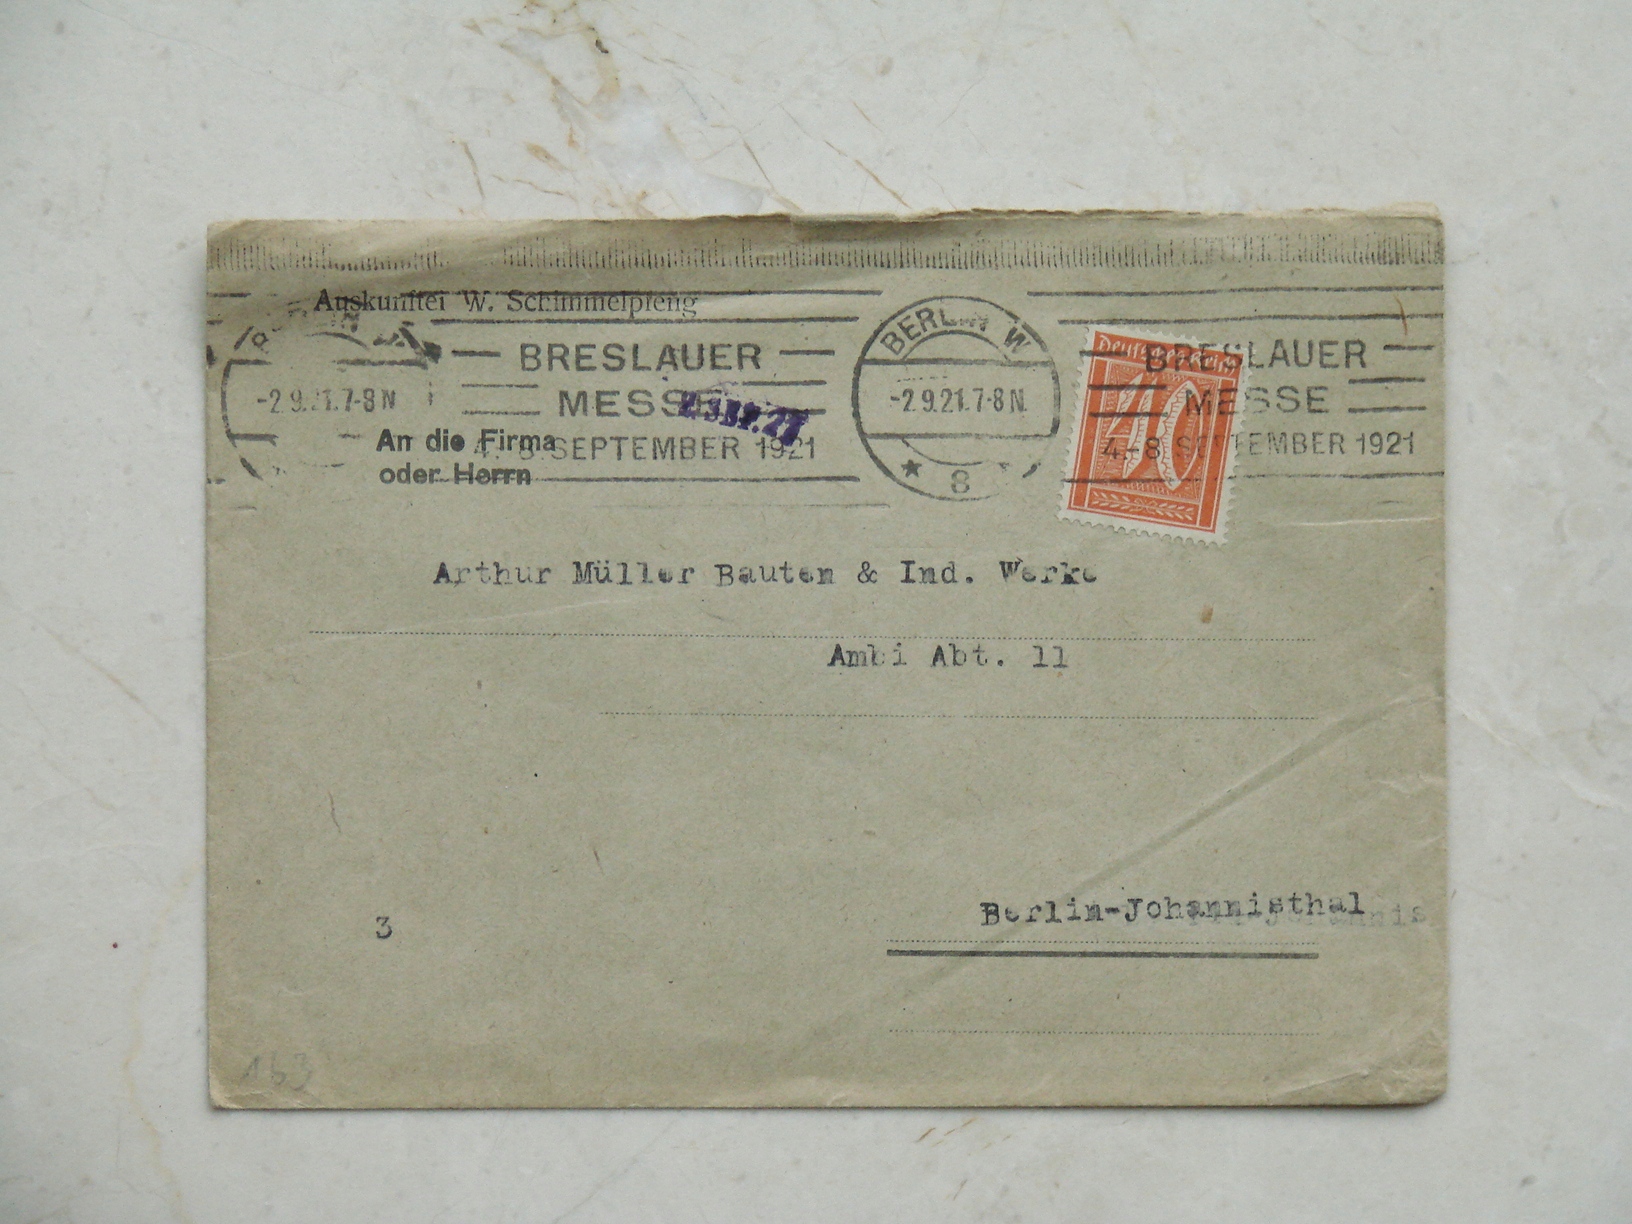 Auskunftei W. Schimmelpfeng
BERLIN W
BRESLAUER
MESSE
4.-8. SEPTEMBER 1921
-2.9.21.7-8N
BERLIN W
-2.9.21.7-8N.
* 8
Deutsches Reich
40
BRESLAUER
MESSE
4.-8. SEPTEMBER 1921
An die Firma
oder Herrn
Arthur Müller Bauten & Ind. Werke
Ambi Abt. 11
Berlin-Johannisthal
3
163